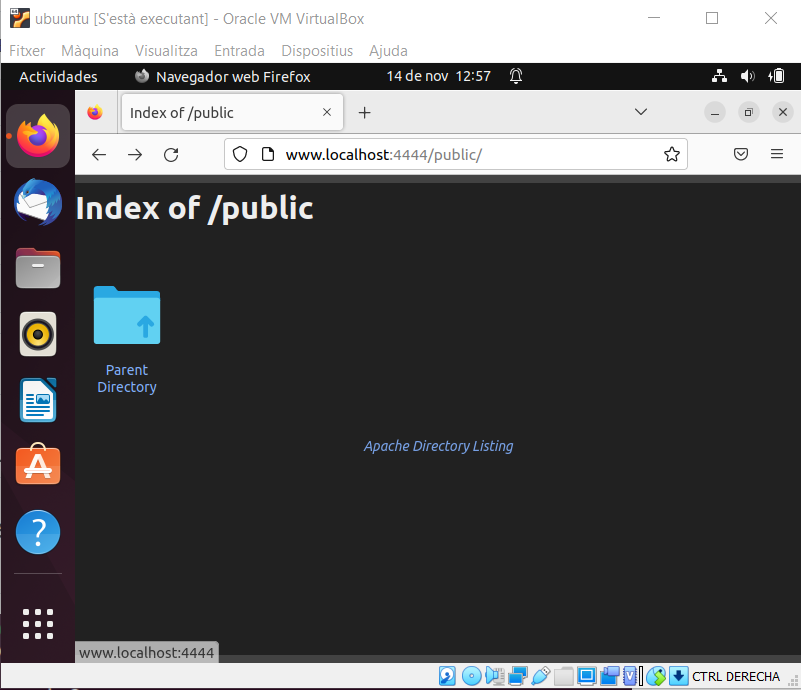 ubuuntu [S'està executant] - Oracle VM VirtualBox
Fitxer Màquina Visualitza Entrada Dispositius Ajuda
Actividades Navegador web Firefox 14 de nov 12:57
Index of /public
www.localhost:4444/public/
Index of /public
Parent
Directory
Apache Directory Listing
www.localhost:4444
CTRL DERECHA